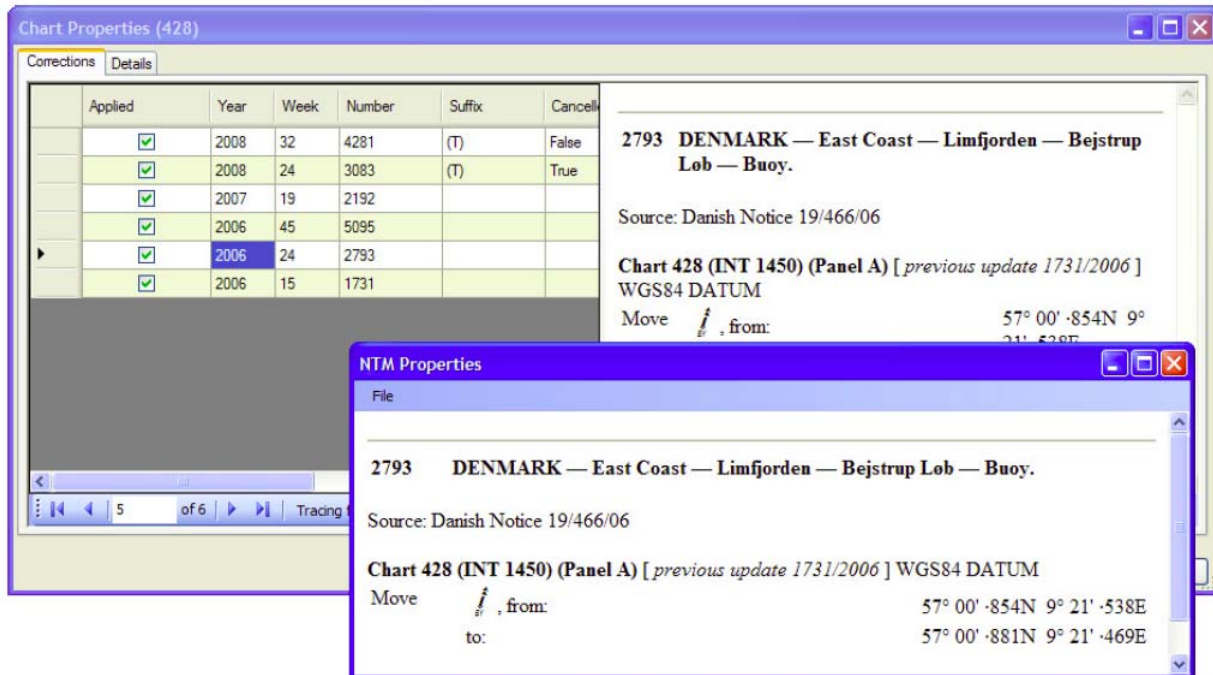 Chart Properties (428)
Corrections Details
Applied Year Week Number Suffix
2008 32 4281 (T) False
2008 24 3083 (T) True
2007 19 2192
2006 45 5095
2006 24 2793
2006 15 1731
2793 DENMARK — East Coast — Limfjorden — Bejstrup
Løb — Buoy.
Source: Danish Notice 19/466/06
Chart 428 (INT 1450) (Panel A) [ previous update 1731/2006 ]
WGS84 DATUM
Move , from: 57° 00' ·854N 9°
21' ·538E
5 of 6 Tracing
NTM Properties
File
2793 DENMARK — East Coast — Limfjorden — Bejstrup Løb — Buoy.
Source: Danish Notice 19/466/06
Chart 428 (INT 1450) (Panel A) [ previous update 1731/2006 ] WGS84 DATUM
Move , from: 57° 00' ·854N 9° 21' ·538E
to: 57° 00' ·881N 9° 21' ·469E